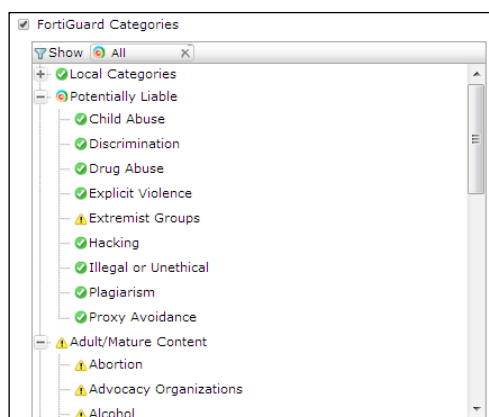 FortiGuard Categories
Show All X
Local Categories
Potentially Liable
Child Abuse
Discrimination
Drug Abuse
Explicit Violence
Extremist Groups
Hacking
Illegal or Unethical
Plagiarism
Proxy Avoidance
Adult/Mature Content
Abortion
Advocacy Organizations
Alcohol